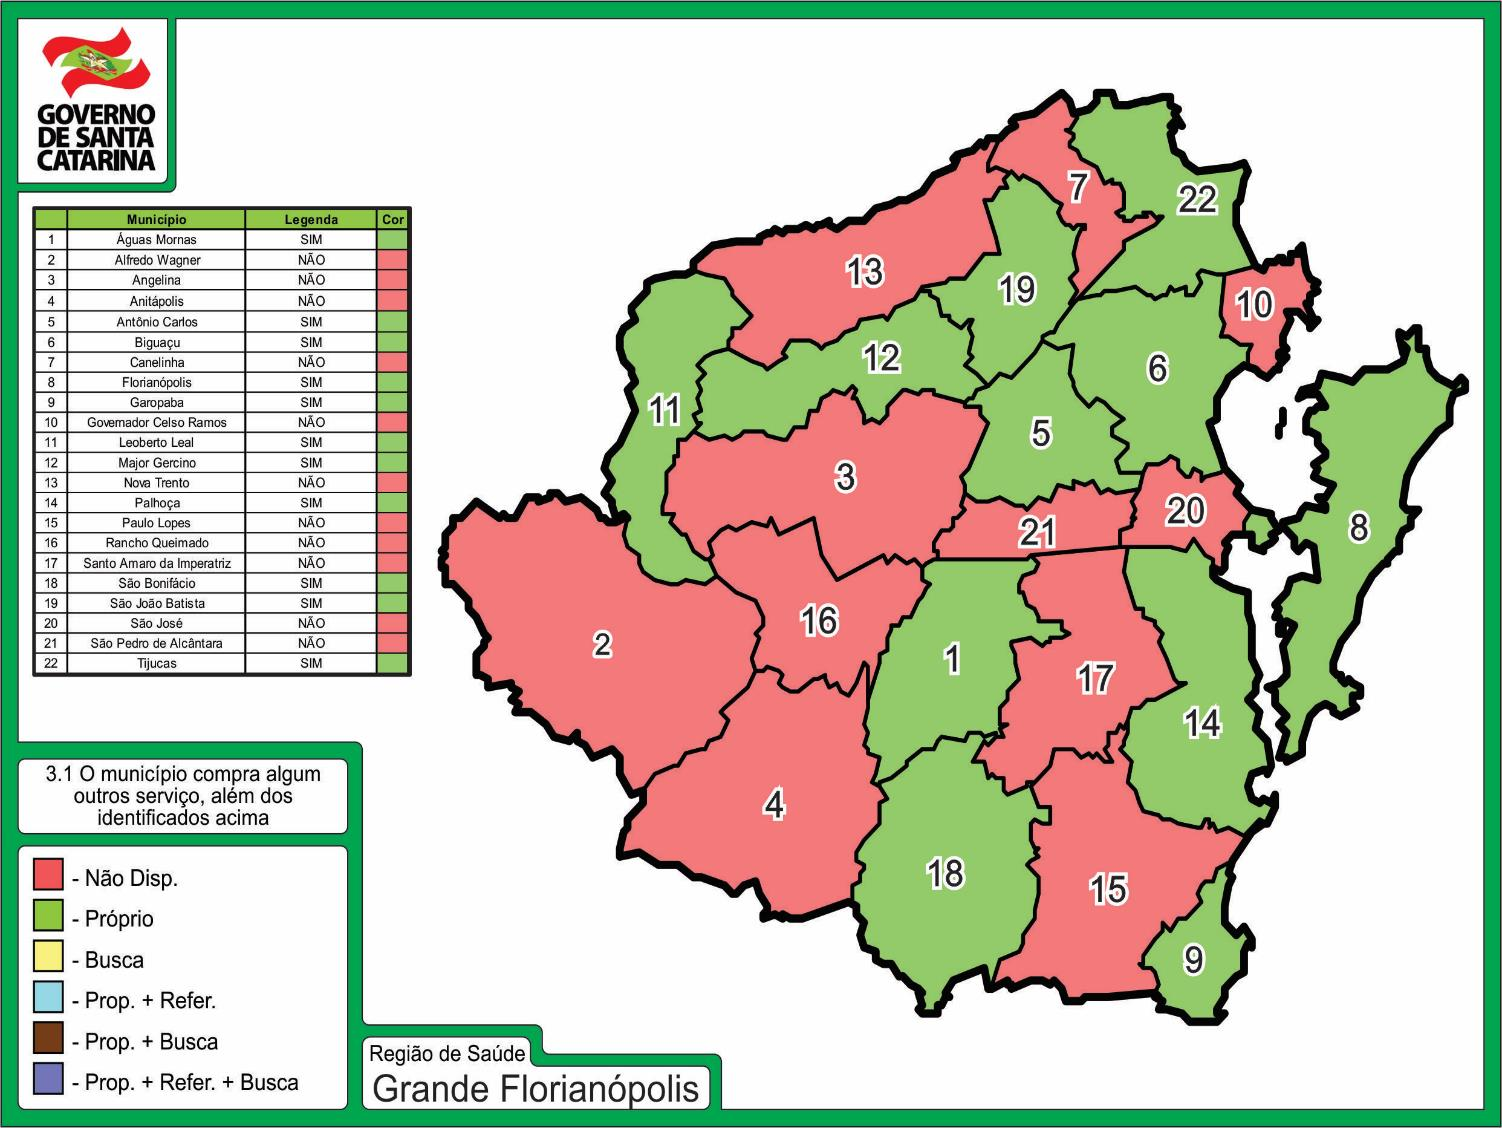 GOVERNO
DE SANTA
CATARINA
Município Legenda Cor
1 Águas Mornas SIM
2 Alfredo Wagner NÃO
3 Angelina NÃO
4 Anitápolis NÃO
5 Antônio Carlos SIM
6 Biguaçu SIM
7 Canelinha NÃO
8 Florianópolis SIM
9 Garopaba SIM
10 Governador Celso Ramos NÃO
11 Leoberto Leal SIM
12 Major Gercino SIM
13 Nova Trento NÃO
14 Palhoça SIM
15 Paulo Lopes NÃO
16 Rancho Queimado NÃO
17 Santo Amaro da Imperatriz NÃO
18 São Bonifácio SIM
19 São João Batista SIM
20 São José NÃO
21 São Pedro de Alcântara NÃO
22 Tijucas SIM
7
22
13
19
10
12
6
11
5
3
20
21
8
16
2
1
17
14
4
18
15
9
3.1 O município compra algum
outros serviço, além dos
identificados acima
- Não Disp.
- Próprio
- Busca
- Prop. + Refer.
- Prop. + Busca
- Prop. + Refer. + Busca
Região de Saúde
Grande Florianópolis